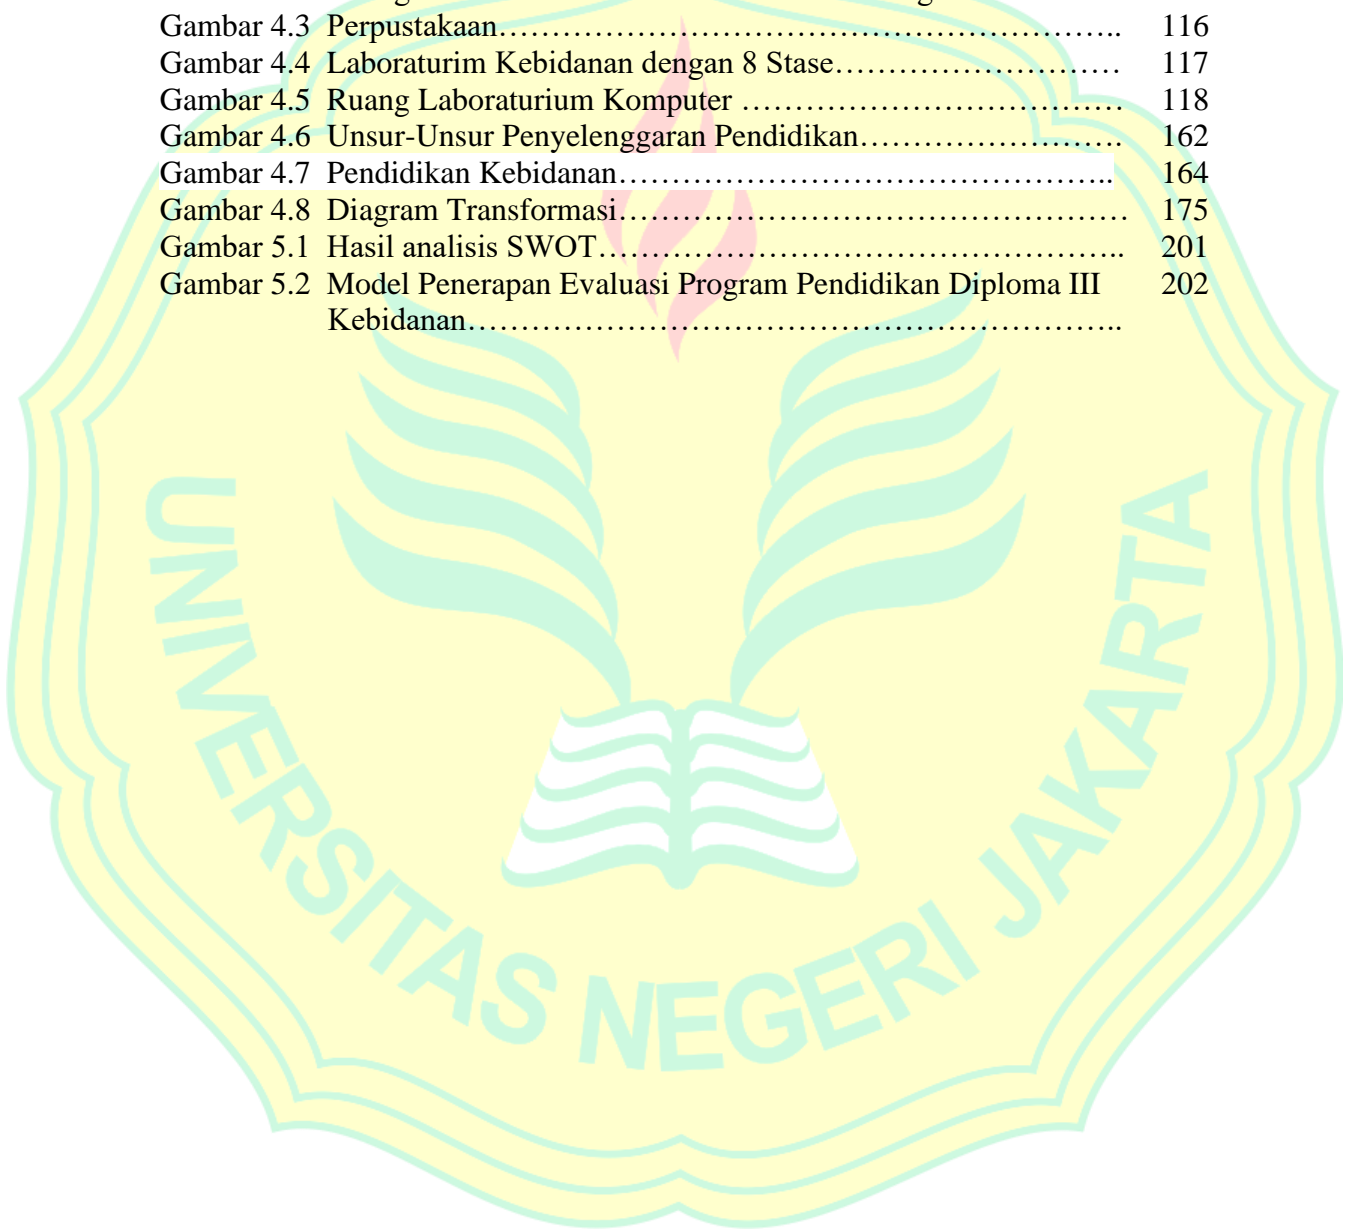 Gambar 4.3 Perpustakaan……………………………………………………….. 116
Gambar 4.4 Laboraturim Kebidanan dengan 8 Stase……………………… 117
Gambar 4.5 Ruang Laboraturium Komputer ……………………………… 118
Gambar 4.6 Unsur-Unsur Penyelenggaran Pendidikan……………………. 162
Gambar 4.7 Pendidikan Kebidanan……………………………………….. 164
Gambar 4.8 Diagram Transformasi………………………………………… 175
Gambar 5.1 Hasil analisis SWOT………………………………………….. 201
Gambar 5.2 Model Penerapan Evaluasi Program Pendidikan Diploma III 202
Kebidanan………………………………………………………..
UNIVERSITAS NEGERI JAKARTA